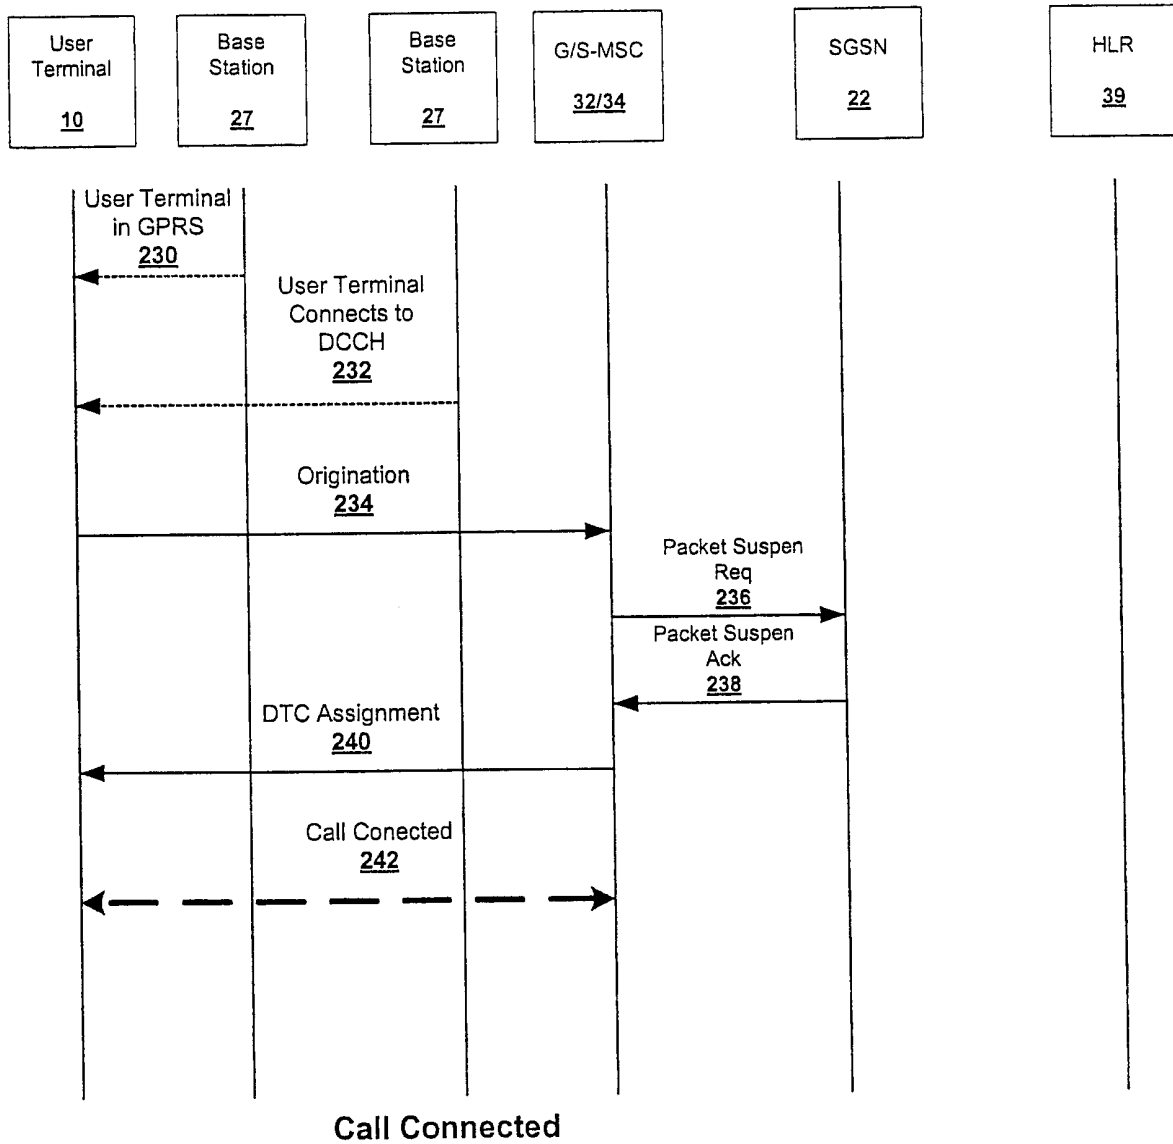 User
Terminal
10
Base
Station
27
Base
Station
27
G/S-MSC
32/34
SGSN
22
HLR
39
User Terminal
in GPRS
230
User Terminal
Connects to
DCCH
232
Origination
234
Packet Suspen
Req
236
Packet Suspen
Ack
238
DTC Assignment
240
Call Conected
242
Call Connected